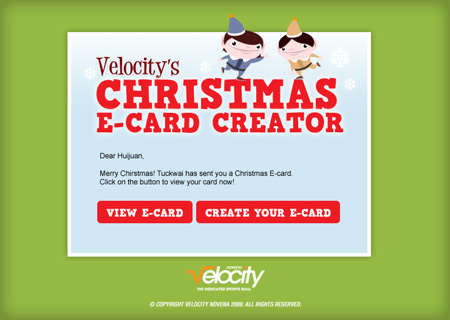 Velocity's
CHRISTMAS
E-CARD CREATOR
Dear Huijuan,
Merry Chirstmas! Tuckwai has sent you a Christmas E-card.
Click on the button to view your card now!
VIEW E-CARD CREATE YOUR E-CARD
NOVENA
Velocity
THE DEDICATED SPORTS MALL
© COPYRIGHT VELOCITY NOVENA 2009. ALL RIGHTS RESERVED.